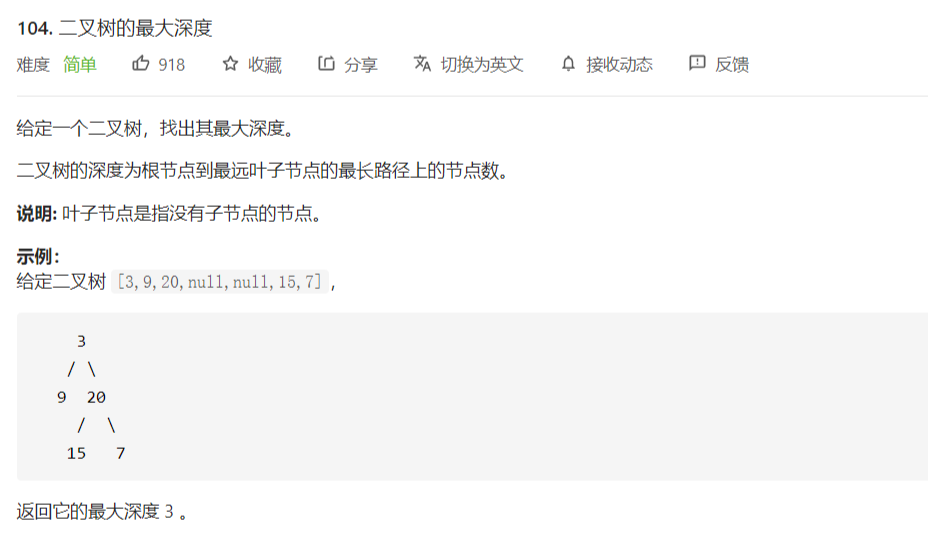 104. 二叉树的最大深度
难度 简单 918 收藏 分享 切换为英文 接收动态 反馈
给定一个二叉树，找出其最大深度。
二叉树的深度为根节点到最远叶子节点的最长路径上的节点数。
说明: 叶子节点是指没有子节点的节点。
示例：
给定二叉树 [3,9,20,null,null,15,7]，
3
/ \
9 20
/ \
15 7
返回它的最大深度 3 。